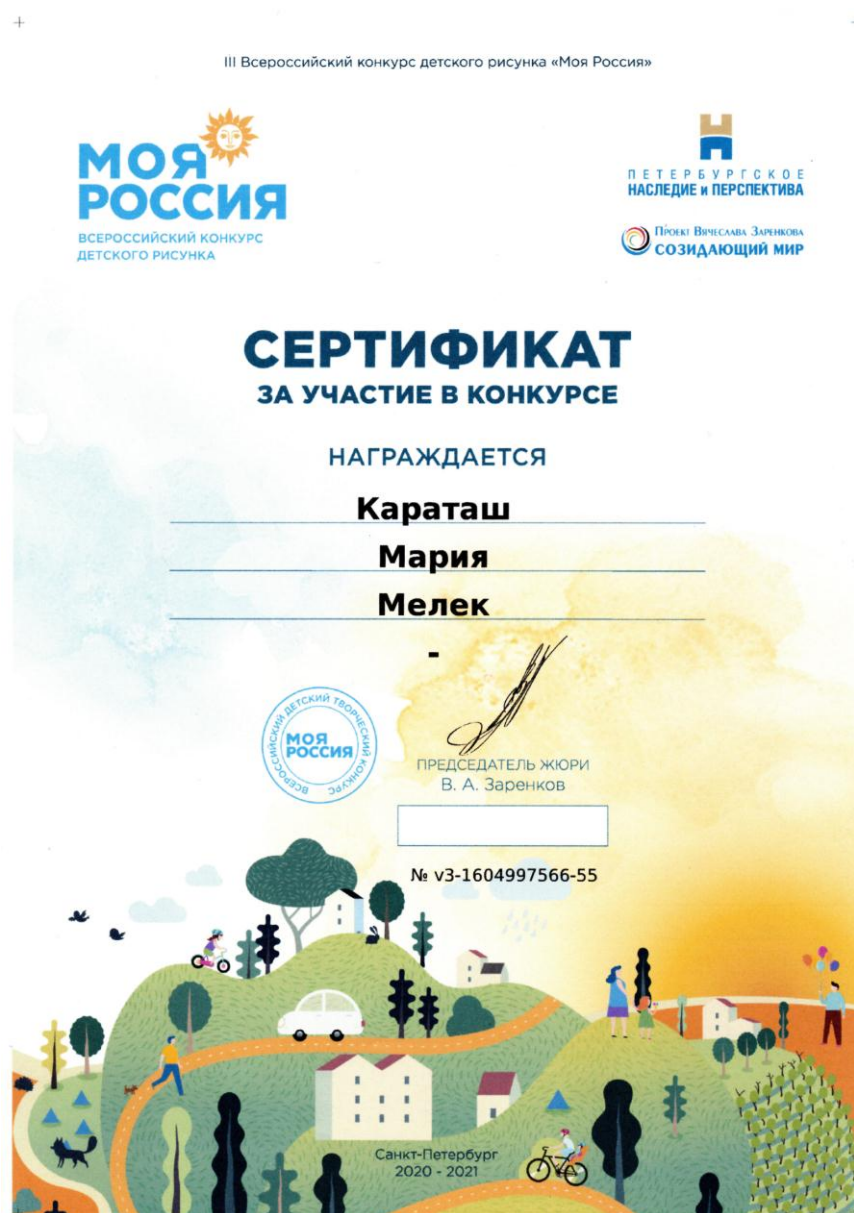 III Всероссийский конкурс детского рисунка «Моя Россия»
МОЯ
РОССИЯ
ВСЕРОССИЙСКИЙ КОНКУРС
ДЕТСКОГО РИСУНКА
ПЕТЕРБУРГСКОЕ
НАСЛЕДИЕ и ПЕРСПЕКТИВА
Проект Вячеслава Заренкова
СОЗИДАЮЩИЙ МИР
СЕРТИФИКАТ
ЗА УЧАСТИЕ В КОНКУРСЕ
НАГРАЖДАЕТСЯ
Караташ
Мария
Мелек
-
ВСЕРОССИЙСКИЙ ДЕТСКИЙ ТВОРЧЕСКИЙ КОНКУРС
МОЯ
РОССИЯ
ПРЕДСЕДАТЕЛЬ ЖЮРИ
В. А. Заренков
№ v3-1604997566-55
Санкт-Петербург
2020 - 2021